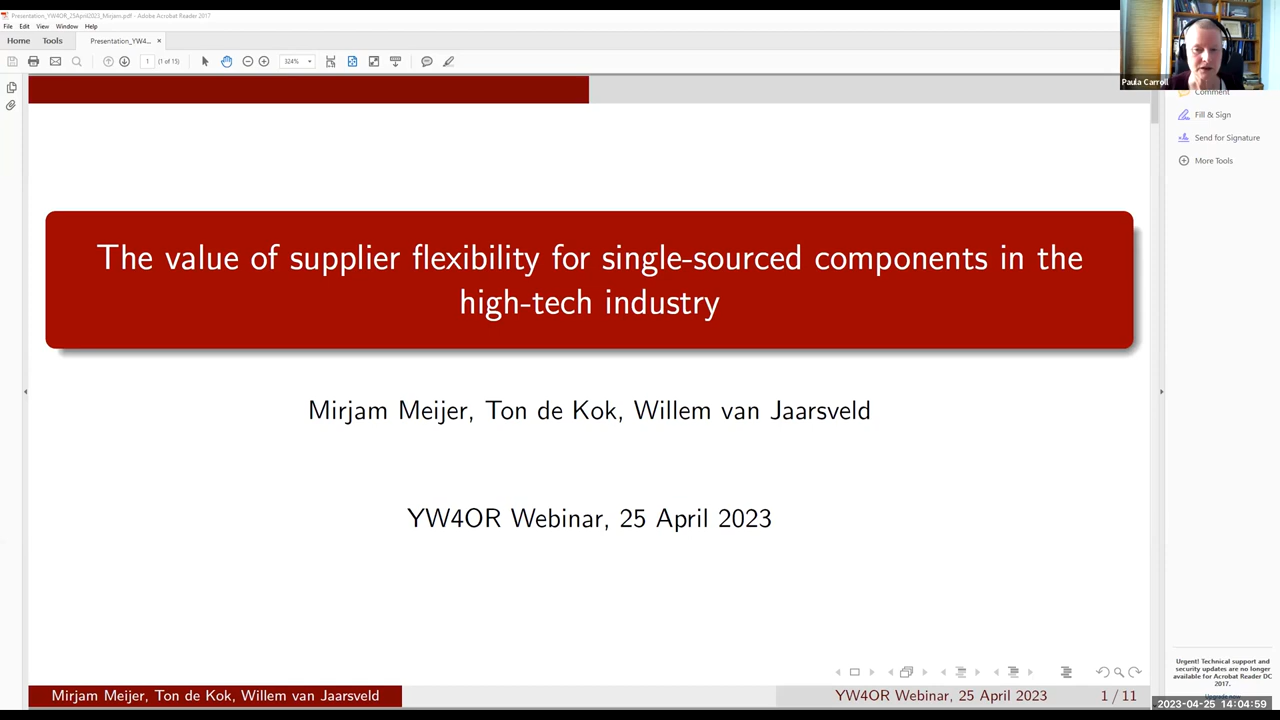 Presentation_YW4OR_25April2023_Mirjam.pdf - Adobe Acrobat Reader 2017
File Edit View Window Help
Home Tools Presentation_YW4... ×
1 (1 of 15) 324%
Paula Carroll
Comment
Fill & Sign
Send for Signature
More Tools
The value of supplier flexibility for single-sourced components in the
high-tech industry
Mirjam Meijer, Ton de Kok, Willem van Jaarsveld
YW4OR Webinar, 25 April 2023
Urgent! Technical support and
security updates are no longer
available for Acrobat Reader DC
2017.
Upgrade now
Mirjam Meijer, Ton de Kok, Willem van Jaarsveld YW4OR Webinar, 25 April 2023 1 / 11
2023-04-25 14:04:59